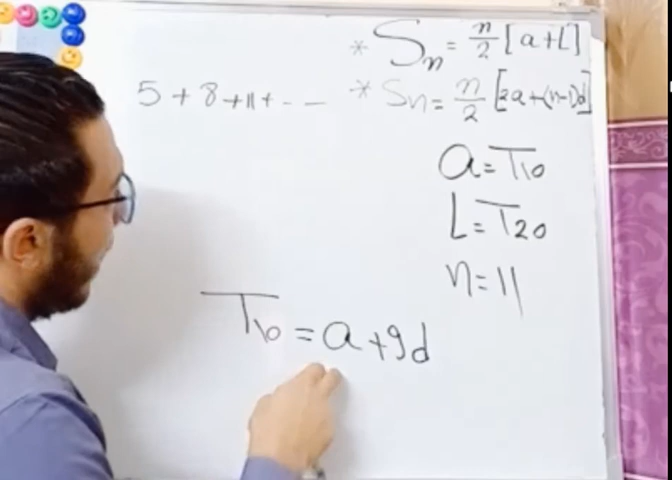 * Sn = n/2 [a+L]
5 + 8 + 11 + - - -
* Sn = n/2 [2a+(n-1)d]
a = T10
L = T20
n = 11
T10 = a + 9d